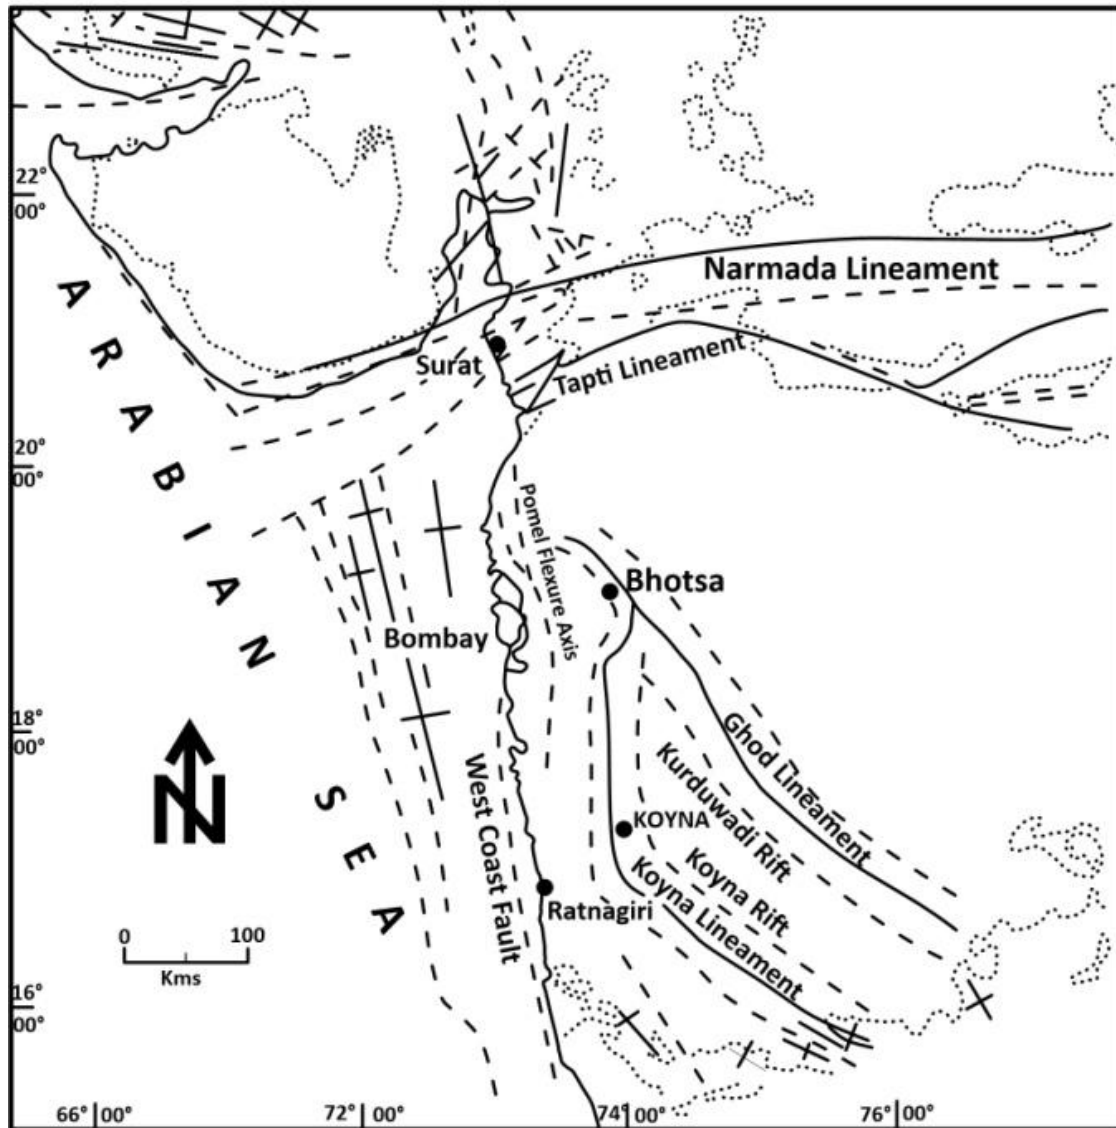 22°
00'
Narmada Lineament
Surat
Tapti Lineament
20°
00°
ARABIAN SEA
Pomel Flexure Axis
Bhotsa
Bombay
18°
00°
Ghod Lineament
Kurduwadi Rift
West Coast Fault
KOYNA
Koyna Rift
Koyna Lineament
Ratnagiri
N
0 100
Kms
16°
00°
66° 00' 72° 00' 74° 00' 76° 00'